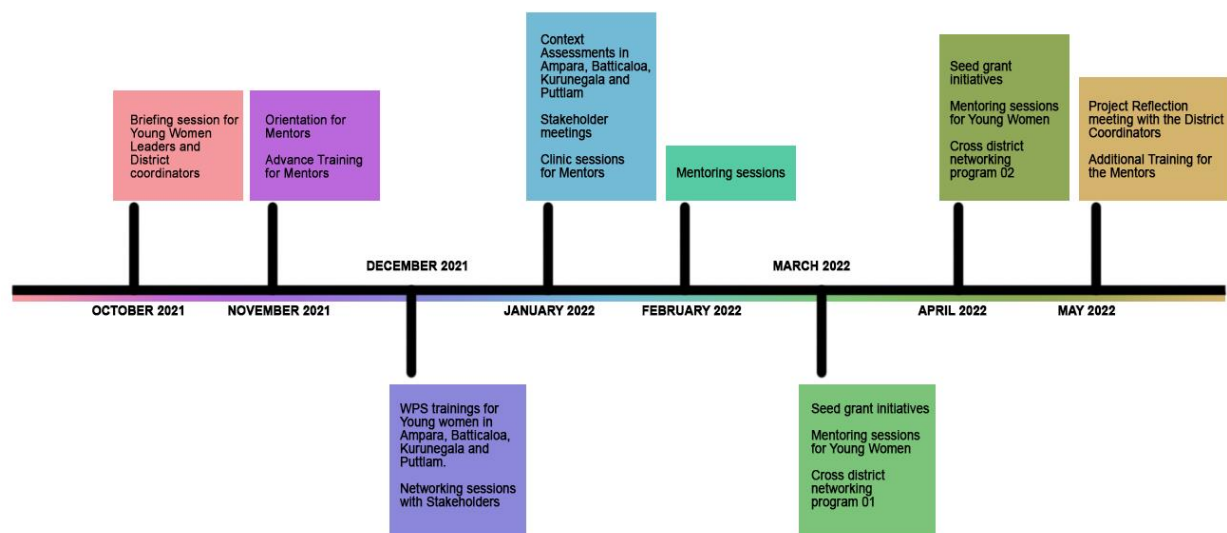 Briefing session for
Young Women
Leaders and
District
coordinators
OCTOBER 2021
Orientation for
Mentors
Advance Training
for Mentors
NOVEMBER 2021
DECEMBER 2021
WPS trainings for
Young women in
Ampara, Batticaloa,
Kurunegala and
Puttlam.
Networking sessions
with Stakeholders
Context
Assessments in
Ampara, Batticaloa,
Kurunegala and
Puttlam
Stakeholder
meetings
Clinic sessions
for Mentors
JANUARY 2022
Mentoring sessions
FEBRUARY 2022
MARCH 2022
Seed grant initiatives
Mentoring sessions
for Young Women
Cross district
networking
program 01
Seed grant
initiatives
Mentoring sessions
for Young Women
Cross district
networking
program 02
APRIL 2022
Project Reflection
meeting with the District
Coordinators
Additional Training for
the Mentors
MAY 2022